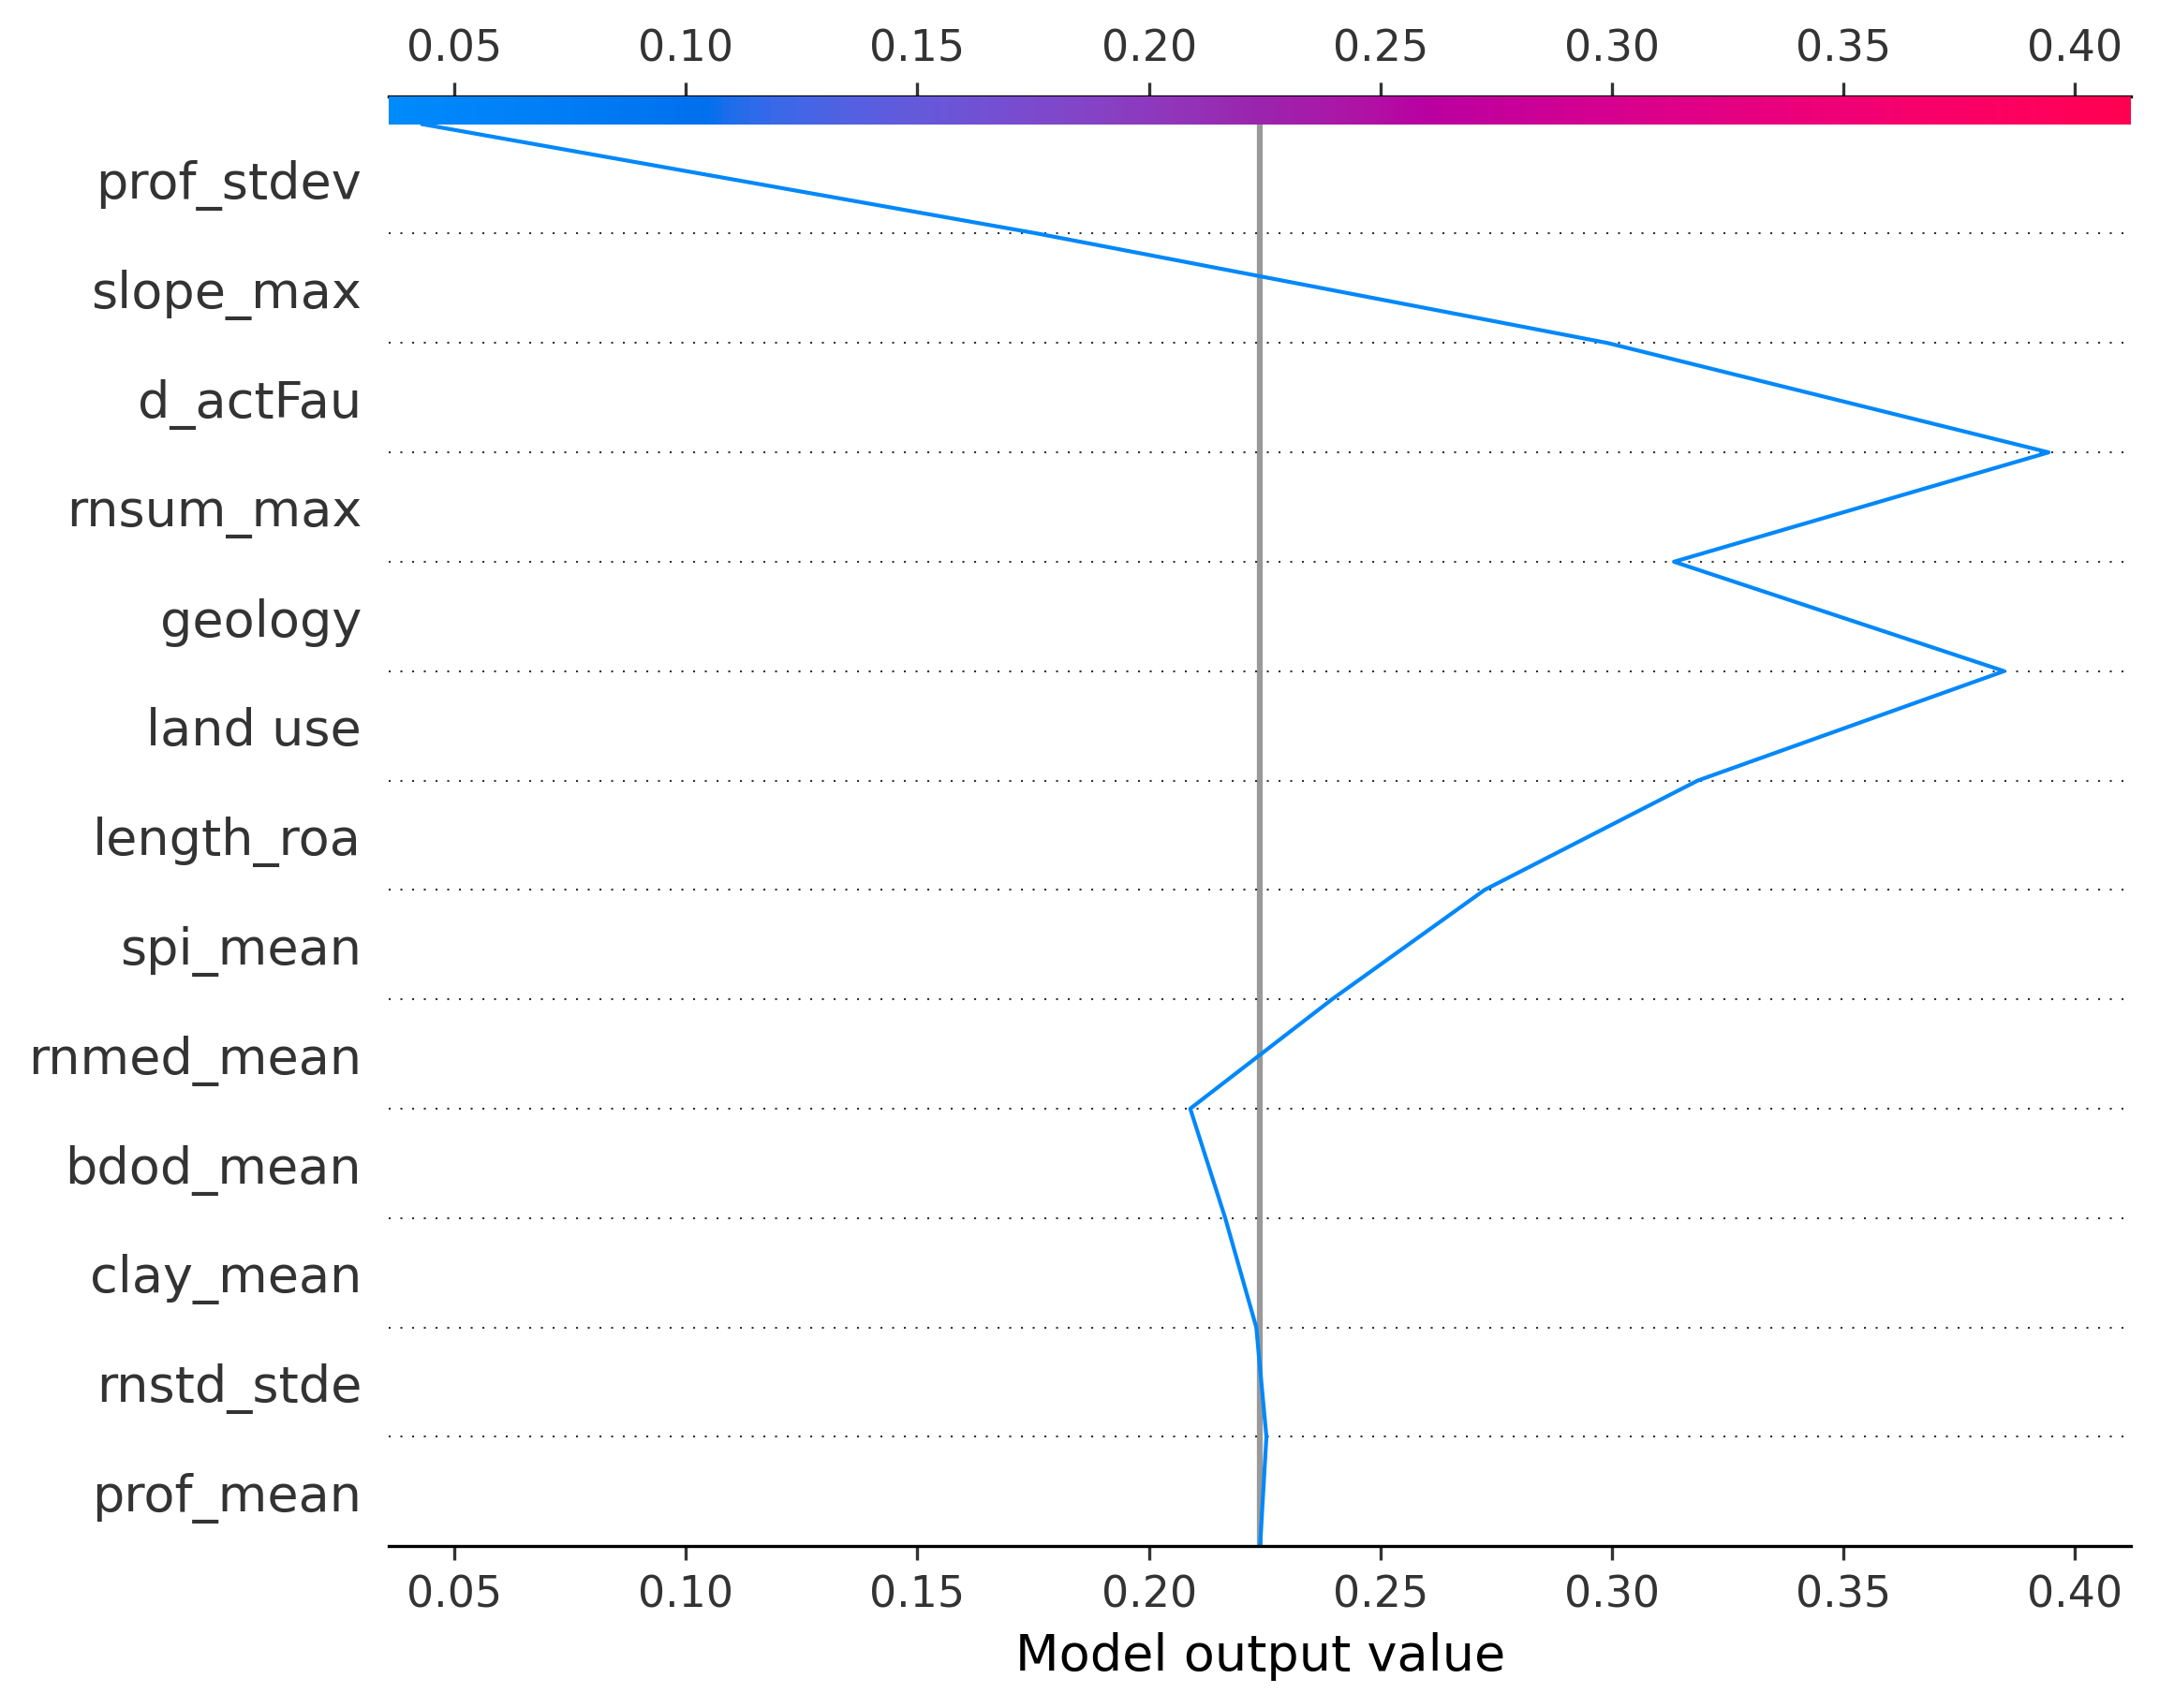 0.05 0.10 0.15 0.20 0.25 0.30 0.35 0.40
prof_stdev
slope_max
d_actFau
rnsum_max
geology
land use
length_roa
spi_mean
rnmed_mean
bdod_mean
clay_mean
rnstd_stde
prof_mean
0.05 0.10 0.15 0.20 0.25 0.30 0.35 0.40
Model output value